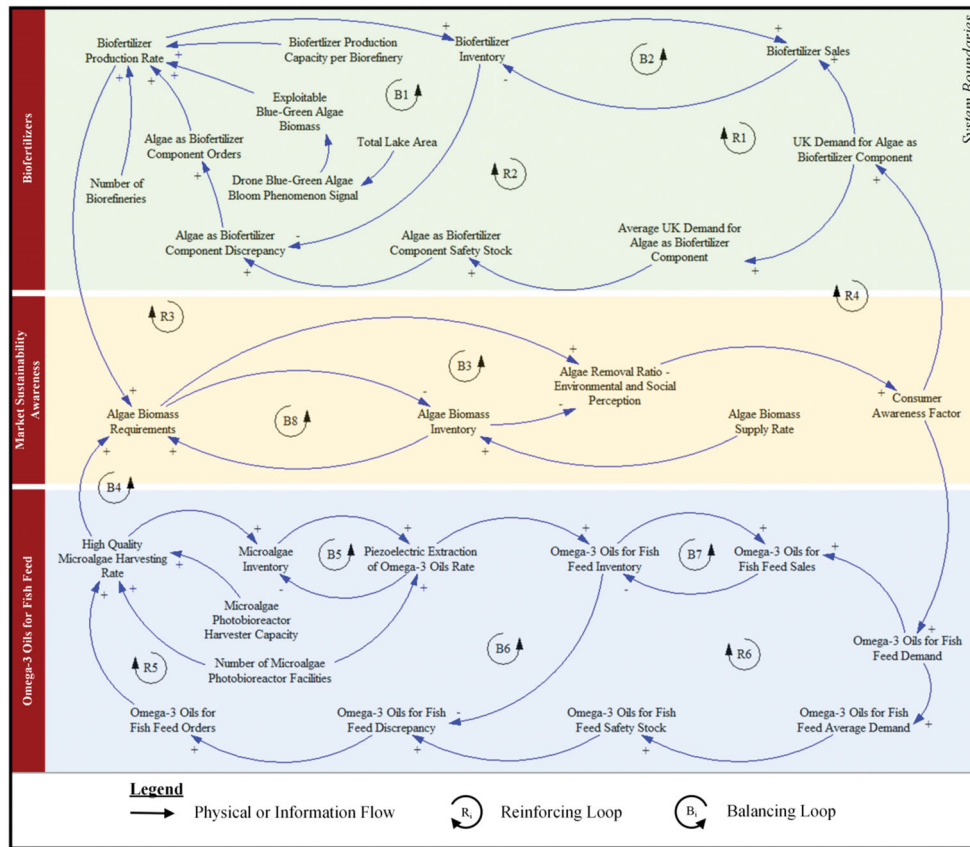 System Boundaries
Biofertilizers
Biofertilizer
Production Rate
Biofertlizer Production
Capacity per Biorefinery
Biofertilizer
Inventory
Biofertilizer Sales
B1
B2
R1
R2
Exploitable
Blue-Green Algae
Biomass
Total Lake Area
Algae as Biofertilizer
Component Orders
UK Demand for Algae as
Biofertilizer Component
Number of
Biorefineries
Drone Blue-Green Algae
Bloom Phenomenon Signal
Algae as Biofertilizer
Component Discrepancy
Algae as Biofertilizer
Component Safety Stock
Average UK Demand for
Algae as Biofertilizer
Component
Market Sustainability
Awareness
R3
R4
B3
Algae Removal Ratio -
Environmental and Social
Perception
Algae Biomass
Requirements
B8
Algae Biomass
Inventory
Algae Biomass
Supply Rate
Consumer
Awareness Factor
B4
Omega-3 Oils for Fish Feed
High Quality
Microalgae Harvesting
Rate
Microalgae
Inventory
B5
Piezoelectric Extraction
of Omega-3 Oils Rate
Omega-3 Oils for Fish
Feed Inventory
B7
Omega-3 Oils for
Fish Feed Sales
Microalgae
Photobioreactor
Harvester Capacity
R5
Number of Microalgae
Photobioreactor Facilities
B6
R6
Omega-3 Oils for Fish
Feed Demand
Omega-3 Oils for
Fish Feed Orders
Omega-3 Oils for Fish
Feed Discrepancy
Omega-3 Oils for Fish
Feed Safety Stock
Omega-3 Oils for Fish
Feed Average Demand
Legend
Physical or Information Flow
Ri
Reinforcing Loop
Bi
Balancing Loop